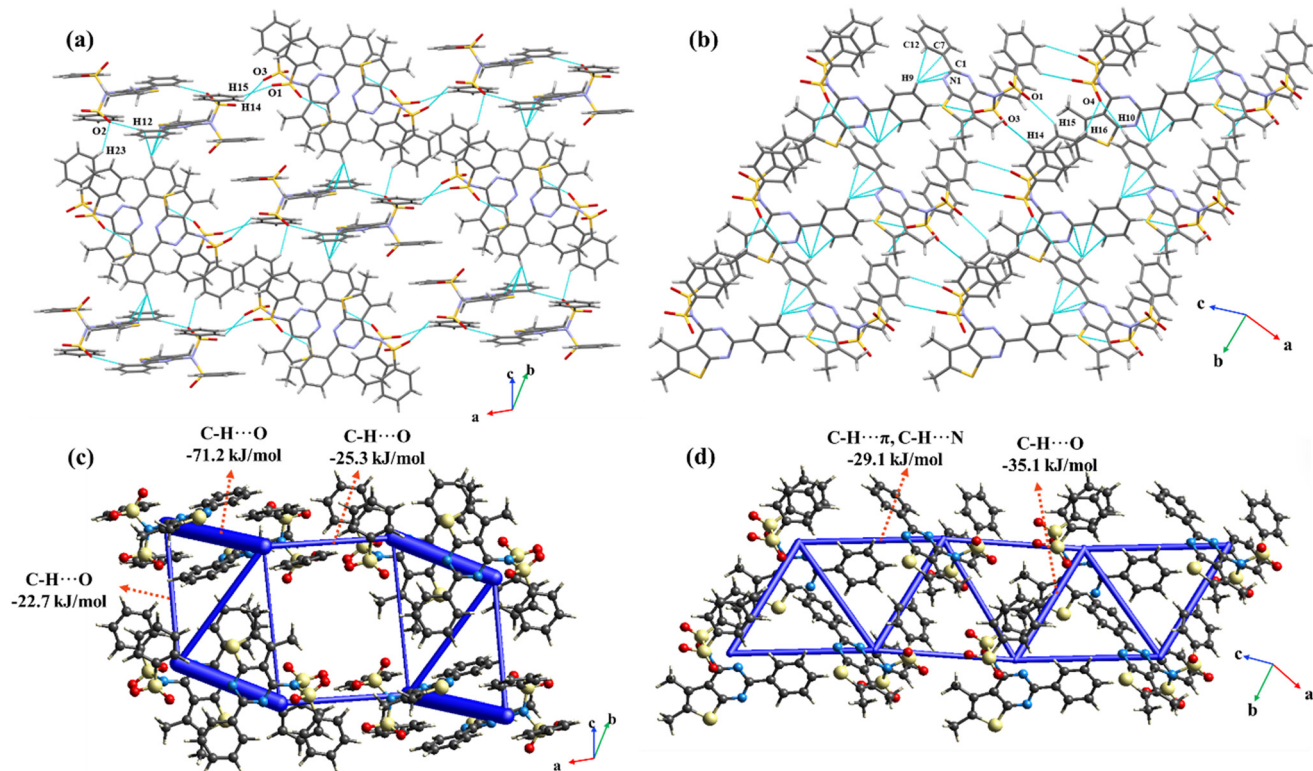 (a)
O3
H15
O1
H14
O2
H12
H23
c
b
a
(b)
C12
C7
C1
H9
N1
O1
O4
O3
H15
H10
H14
H16
c
a
b
C-H···O
-71.2 kJ/mol
C-H···O
-25.3 kJ/mol
(c)
C-H···O
-22.7 kJ/mol
c
b
a
C-H···π, C-H···N
-29.1 kJ/mol
C-H···O
-35.1 kJ/mol
(d)
c
a
b